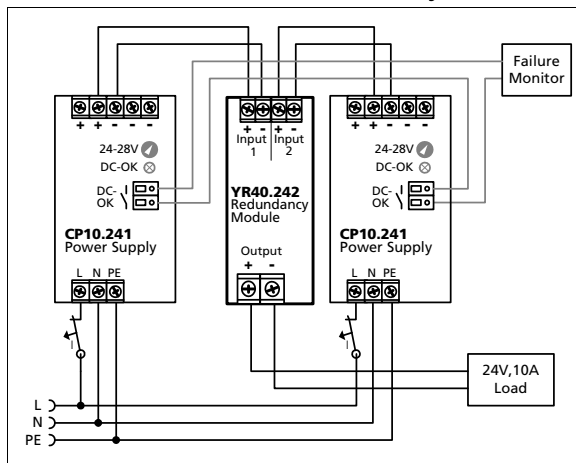 Failure
Monitor
+ + - - -
24-28V
DC-OK
DC-
OK
CP10.241
Power Supply
L N PE
+ - + -
Input
1
Input
2
YR40.242
Redundancy
Module
Output
+ -
+ + - - -
24-28V
DC-OK
DC-
OK
CP10.241
Power Supply
L N PE
I
I
24V,10A
Load
L
N
PE